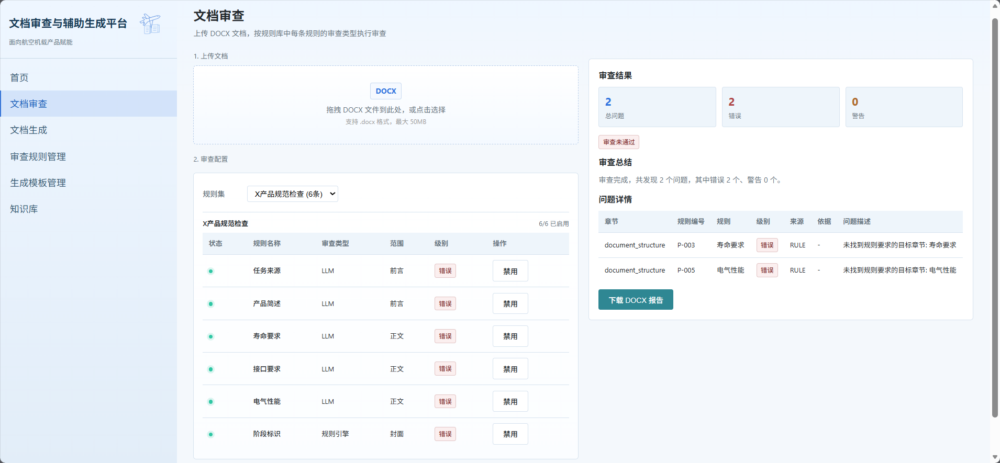 文档审查与辅助生成平台
面向航空机载产品赋能
首页
文档审查
文档生成
审查规则管理
生成模板管理
知识库
文档审查
上传 DOCX 文档，按规则库中每条规则的审查类型执行审查
1. 上传文档
DOCX
拖拽 DOCX 文件到此处，或点击选择
支持 .docx 格式，最大 50MB
2. 审查配置
规则集 X产品规范检查 (6条)
X产品规范检查 6/6 已启用
状态 规则名称 审查类型 范围 级别 操作
任务来源 LLM 前言 错误 禁用
产品简述 LLM 前言 错误 禁用
寿命要求 LLM 正文 错误 禁用
接口要求 LLM 正文 错误 禁用
电气性能 LLM 正文 错误 禁用
阶段标识 规则引擎 封面 错误 禁用
审查结果
2 2 0
总问题 错误 警告
审查未通过
审查总结
审查完成，共发现 2 个问题，其中错误 2 个、警告 0 个。
问题详情
章节 规则编号 规则 级别 来源 依据 问题描述
document_structure P-003 寿命要求 错误 RULE - 未找到规则要求的目标章节: 寿命要求
document_structure P-005 电气性能 错误 RULE - 未找到规则要求的目标章节: 电气性能
下载 DOCX 报告